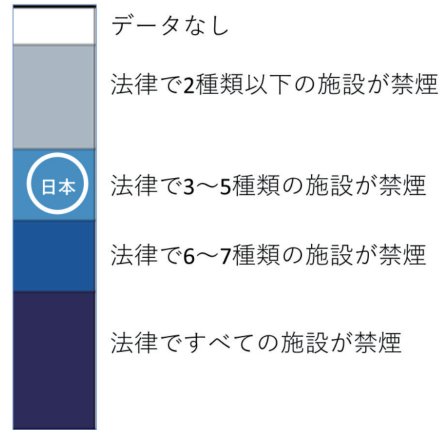 データなし
法律で2種類以下の施設が禁煙
日本
法律で3～5種類の施設が禁煙
法律で6～7種類の施設が禁煙
法律ですべての施設が禁煙